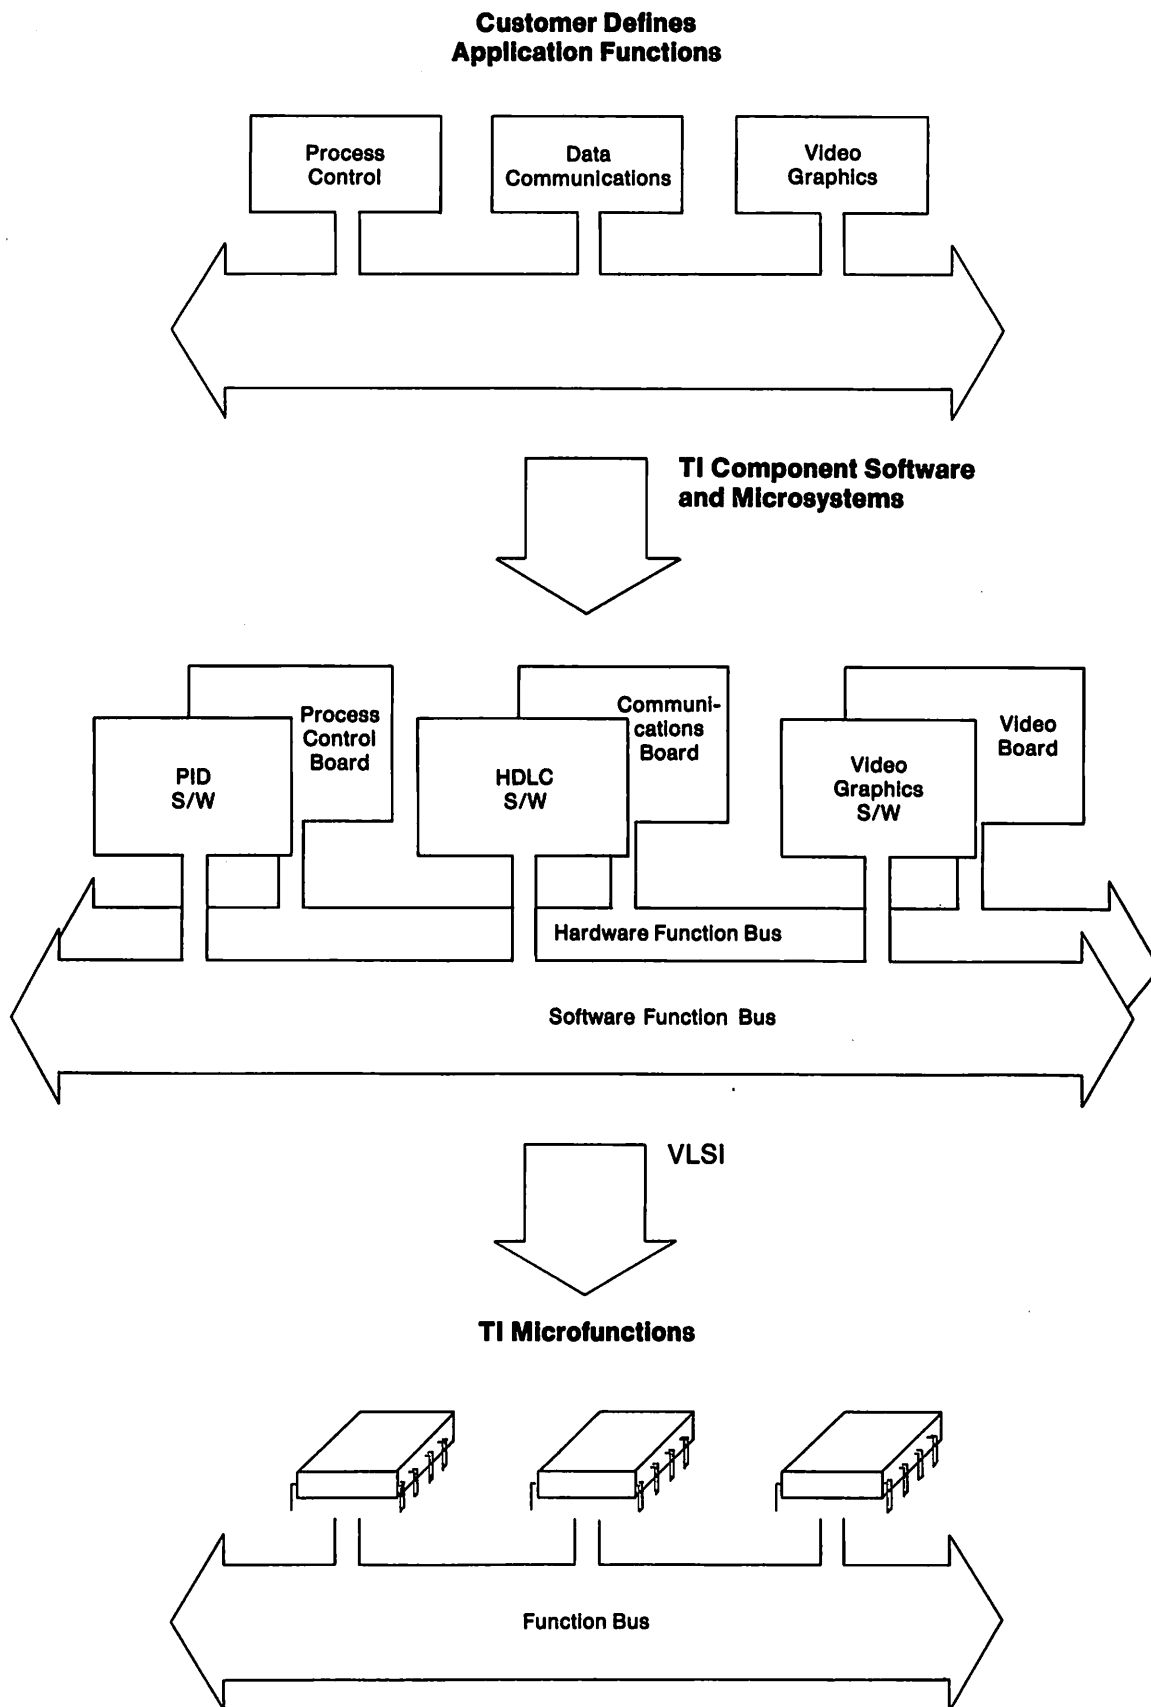 Customer Defines
Application Functions
Process
Control
Data
Communications
Video
Graphics
TI Component Software
and Microsystems
Process
Control
Board
PID
S/W
Communi-
cations
Board
HDLC
S/W
Video
Board
Video
Graphics
S/W
Hardware Function Bus
Software Function Bus
VLSI
TI Microfunctions
Function Bus